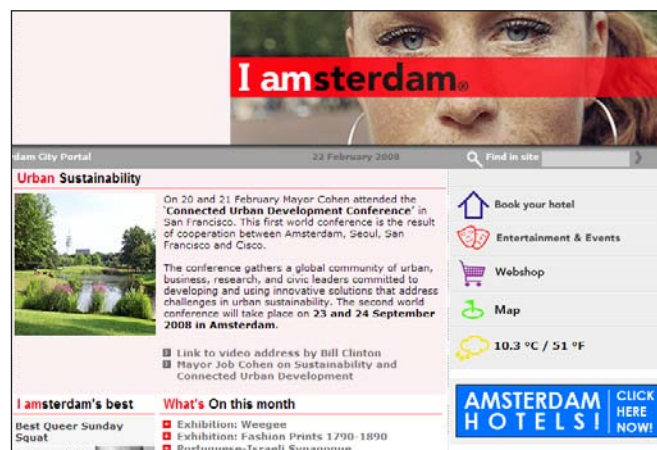 I amsterdam®
dam City Portal
22 February 2008
Find in site
Urban Sustainability
On 20 and 21 February Mayor Cohen attended the
'Connected Urban Development Conference' in
San Francisco. This first world conference is the result
of cooperation between Amsterdam, Seoul, San
Francisco and Cisco.
The conference gathers a global community of urban,
business, research, and civic leaders committed to
developing and using innovative solutions that address
challenges in urban sustainability. The second world
conference will take place on 23 and 24 September
2008 in Amsterdam.
Link to video address by Bill Clinton
Mayor Job Cohen on Sustainability and
Connected Urban Development
Book your hotel
Entertainment & Events
Webshop
Map
10.3 ºC / 51 ºF
AMSTERDAM
HOTELS!
CLICK
HERE
NOW!
I amsterdam's best
Best Queer Sunday
Squat
What's On this month
Exhibition: Weegee
Exhibition: Fashion Prints 1790-1890
Portuguese-Israeli Synagogue